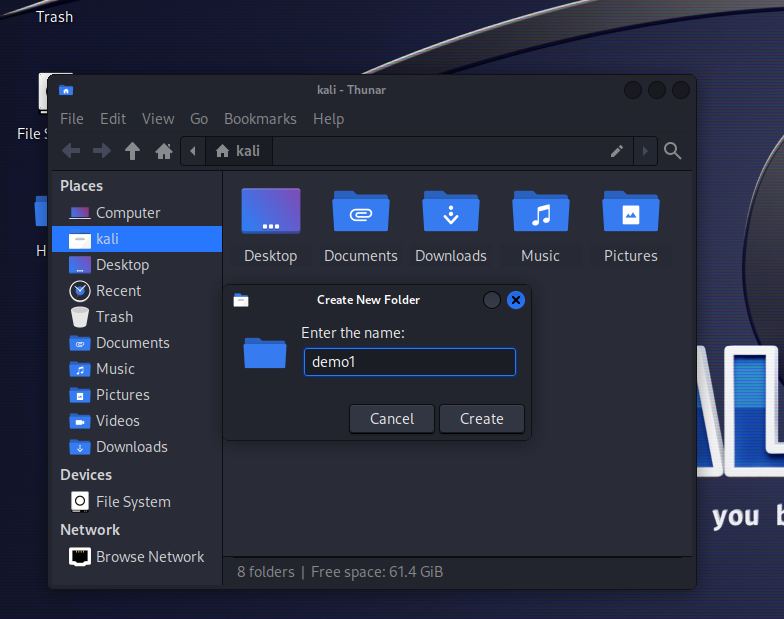 Trash
kali - Thunar
File Edit View Go Bookmarks Help
File S
kali
Places
Computer
kali
Desktop
Recent
Trash
Documents
Music
Pictures
Videos
Downloads
Devices
File System
Network
Browse Network
H
Desktop Documents Downloads Music Pictures
Create New Folder
Enter the name:
demo1
Cancel Create
8 folders | Free space: 61.4 GiB
AL
you b